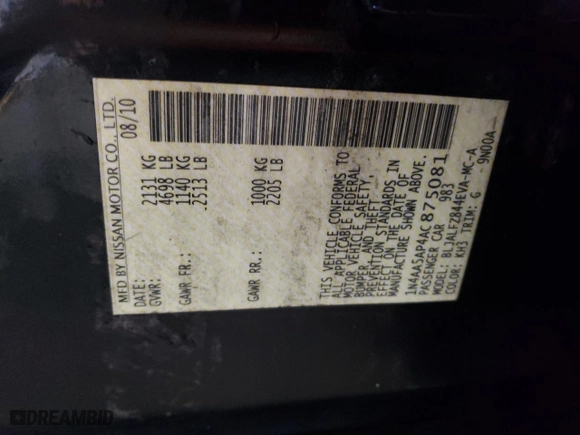 MFD BY NISSAN MOTOR CO., LTD.
DATE: 08/10
GVWR: 2131 KG
4698 LB
GAWR FR.: 1140 KG
2513 LB
GAWR RR.: 1000 KG
2205 LB
THIS VEHICLE CONFORMS TO
ALL APPLICABLE FEDERAL
MOTOR VEHICLE SAFETY,
BUMPER, AND THEFT
PREVENTION STANDARDS IN
EFFECT ON THE DATE OF
MANUFACTURE SHOWN ABOVE.
1N4AA5AP4AC875081
PASSENGER CAR 983
MODEL: BLJALF2844EVA-MC-A
COLOR: KH3 TRIM: G 9N00A
DREAMBID